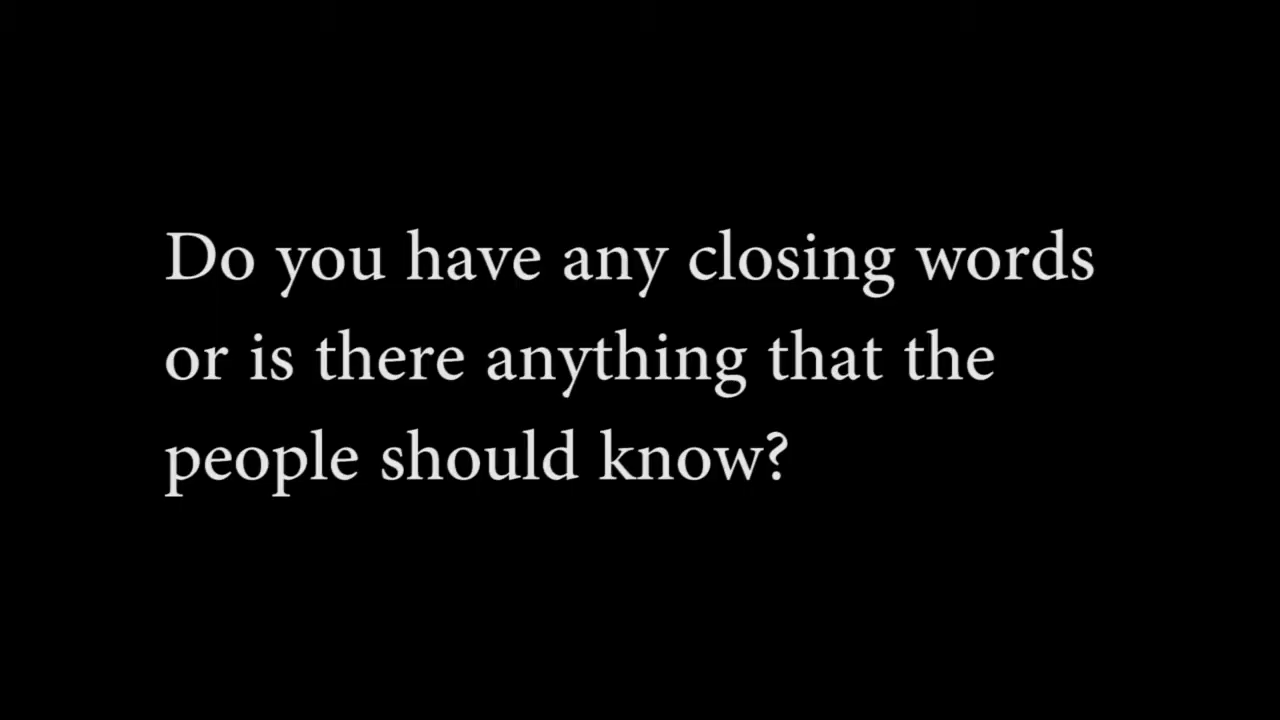 Do you have any closing words
or is there anything that the
people should know?